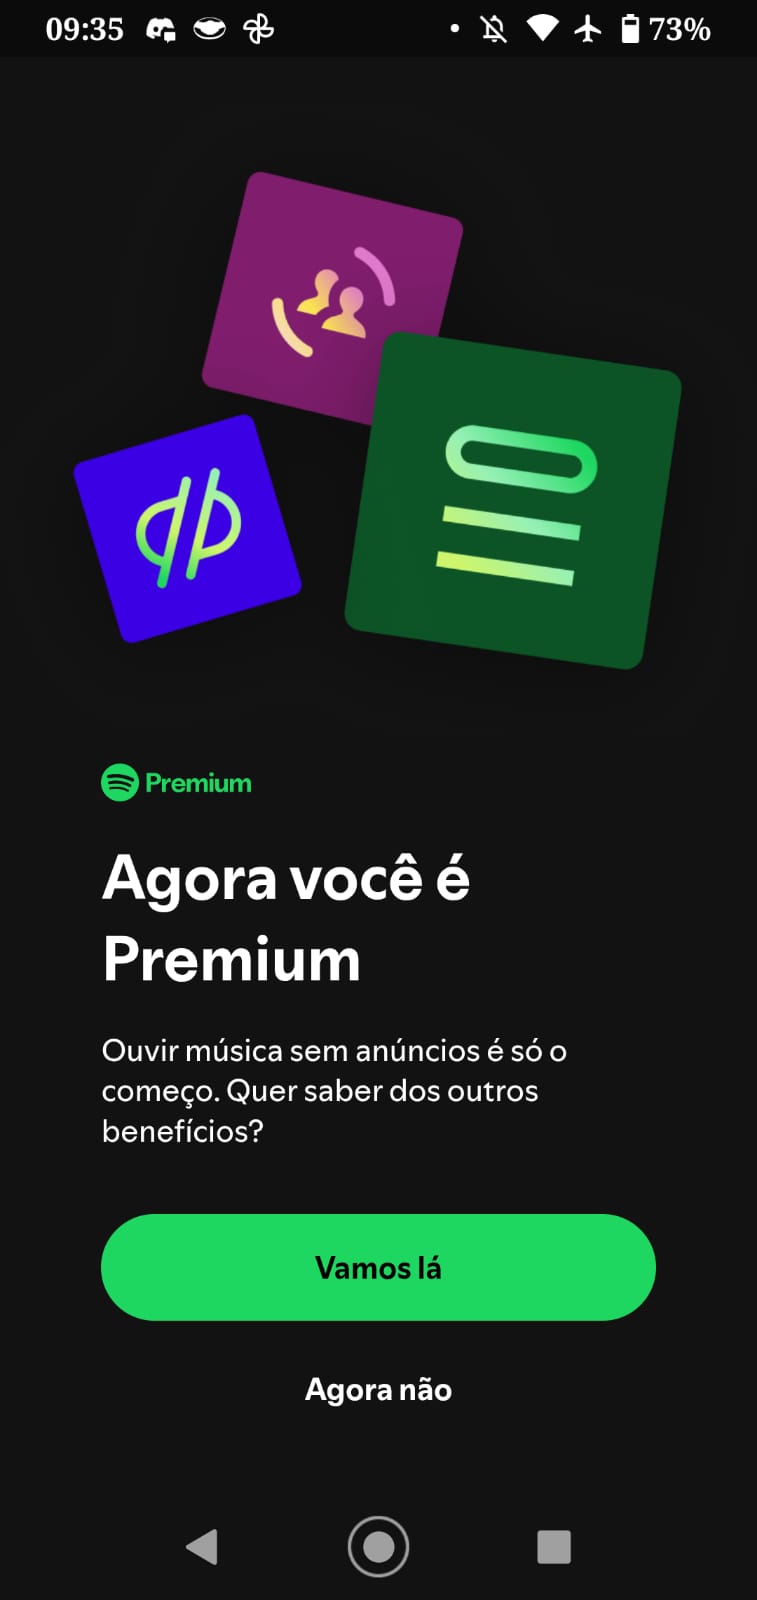 09:35
73%
Premium
Agora você é
Premium
Ouvir música sem anúncios é só o
começo. Quer saber dos outros
benefícios?
Vamos lá
Agora não